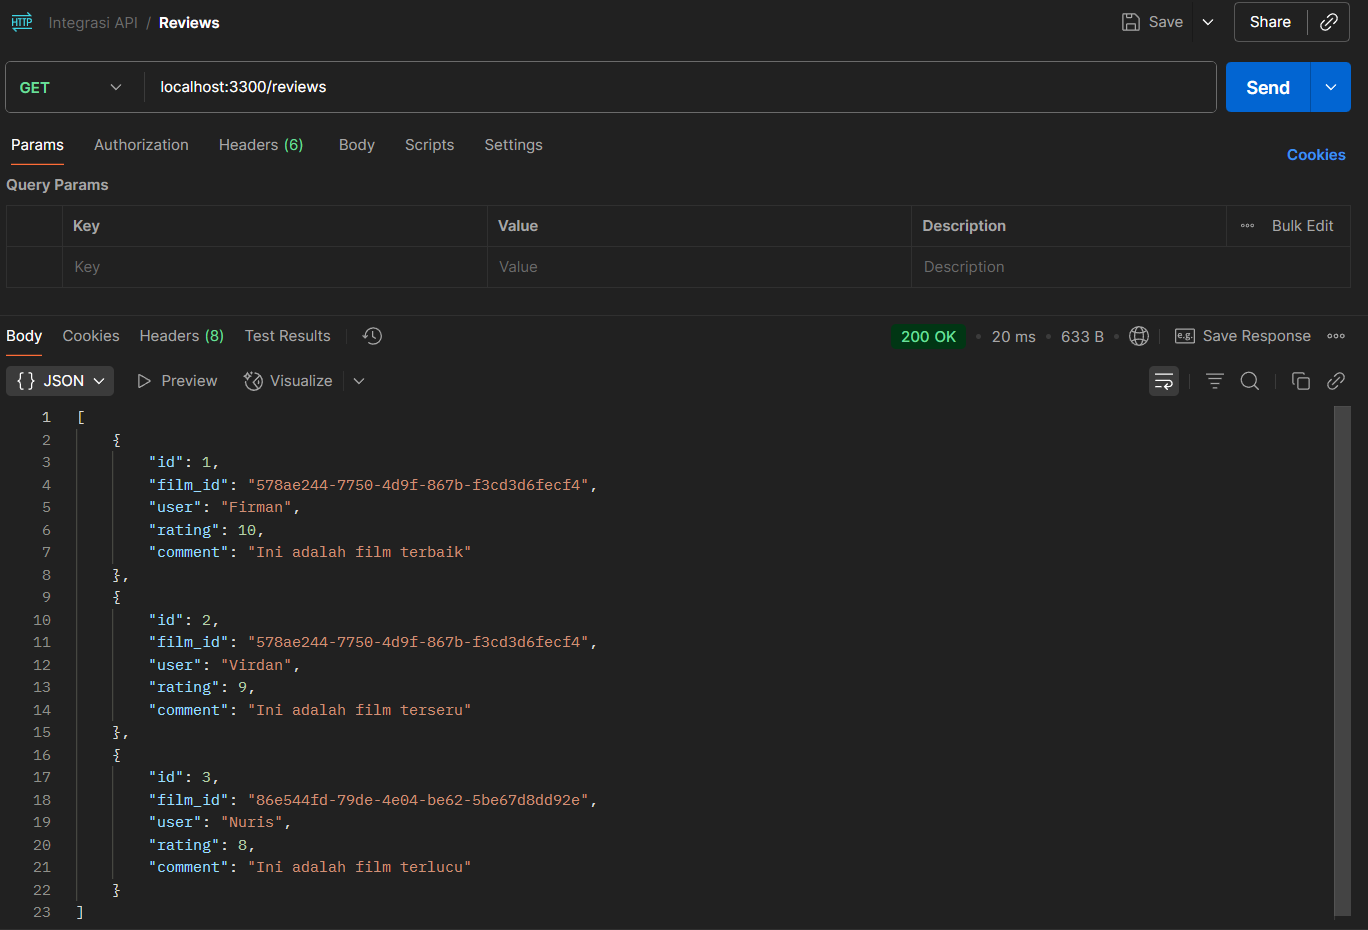 HTTP Integrasi API / Reviews Save Share
GET localhost:3300/reviews Send
Params Authorization Headers (6) Body Scripts Settings Cookies
Query Params
Key Value Description Bulk Edit
Key Value Description
Body Cookies Headers (8) Test Results 200 OK • 20 ms • 633 B • e.g. Save Response
{} JSON Preview Visualize
1 [
2 {
3 "id": 1,
4 "film_id": "578ae244-7750-4d9f-867b-f3cd3d6fecf4",
5 "user": "Firman",
6 "rating": 10,
7 "comment": "Ini adalah film terbaik"
8 },
9 {
10 "id": 2,
11 "film_id": "578ae244-7750-4d9f-867b-f3cd3d6fecf4",
12 "user": "Virdan",
13 "rating": 9,
14 "comment": "Ini adalah film terseru"
15 },
16 {
17 "id": 3,
18 "film_id": "86e544fd-79de-4e04-be62-5be67d8dd92e",
19 "user": "Nuris",
20 "rating": 8,
21 "comment": "Ini adalah film terlucu"
22 }
23 ]